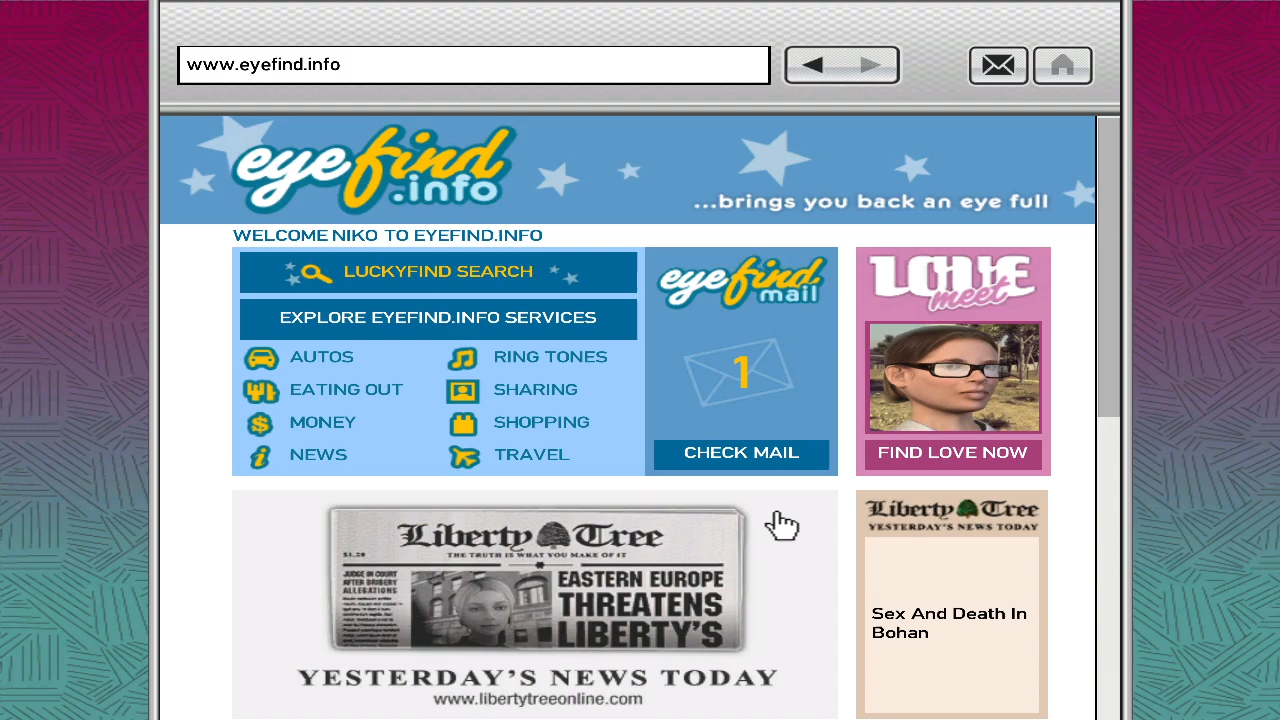 www.eyefind.info
eyefind
.info
...brings you back an eye full
WELCOME NIKO TO EYEFIND.INFO
LUCKYFIND SEARCH
EXPLORE EYEFIND.INFO SERVICES
AUTOS
RING TONES
EATING OUT
SHARING
MONEY
SHOPPING
NEWS
TRAVEL
eyefind
mail
1
CHECK MAIL
LOVE
meet
FIND LOVE NOW
Liberty Tree
THE TRUTH IS WHAT YOU MAKE OF IT
$1.20
JUDGE IN COURT
AFTER BRIBERY
ALLEGATIONS
EASTERN EUROPE
THREATENS
LIBERTY'S
YESTERDAY'S NEWS TODAY
www.libertytreeonline.com
Liberty Tree
YESTERDAY'S NEWS TODAY
Sex And Death In
Bohan